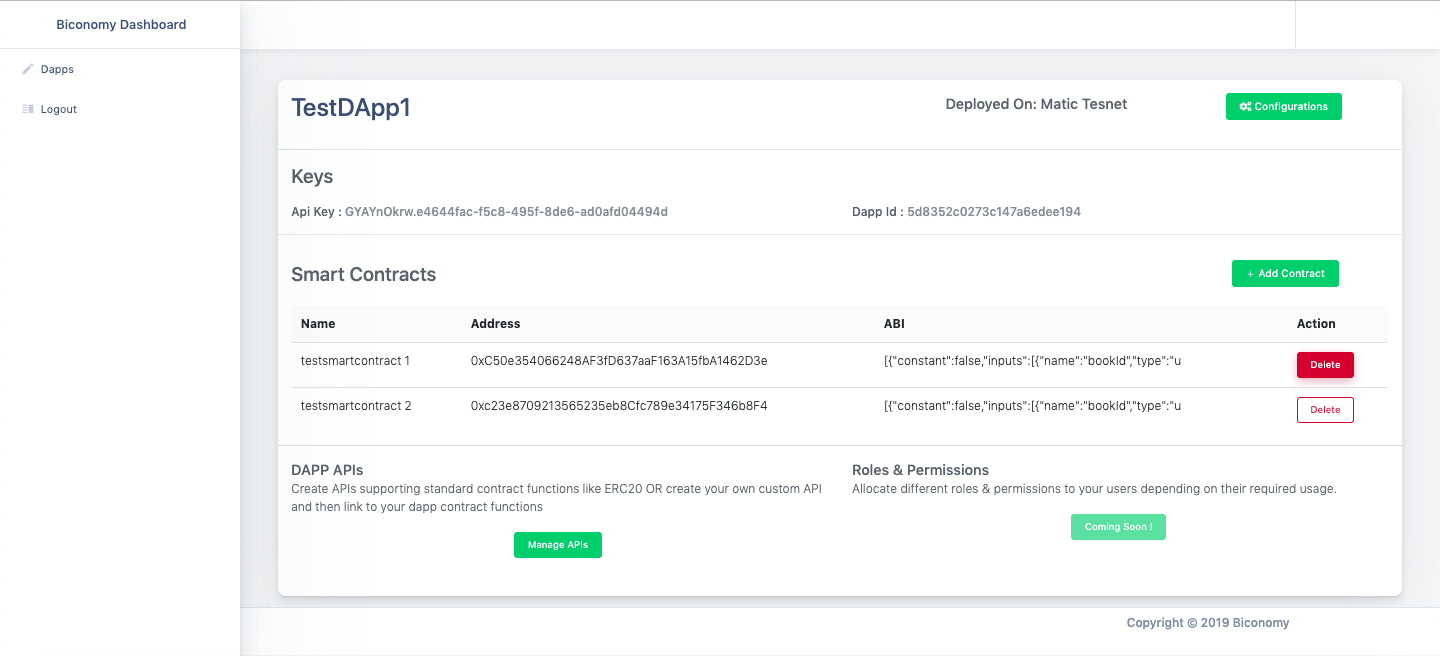 Biconomy Dashboard
Dapps
Logout
TestDApp1
Deployed On: Matic Tesnet
Configurations
Keys
Api Key : GYAYnOkrw.e4644fac-f5c8-495f-8de6-ad0afd04494d
Dapp Id : 5d8352c0273c147a6edee194
Smart Contracts
+ Add Contract
Name Address ABI Action
testsmartcontract 1 0xC50e354066248AF3fD637aaF163A15fbA1462D3e [{"constant":false,"inputs":[{"name":"bookId","type":"u Delete
testsmartcontract 2 0xc23e8709213565235eb8Cfc789e34175F346b8F4 [{"constant":false,"inputs":[{"name":"bookId","type":"u Delete
DAPP APIs
Create APIs supporting standard contract functions like ERC20 OR create your own custom API
and then link to your dapp contract functions
Manage APIs
Roles & Permissions
Allocate different roles & permissions to your users depending on their required usage.
Coming Soon !
Copyright © 2019 Biconomy